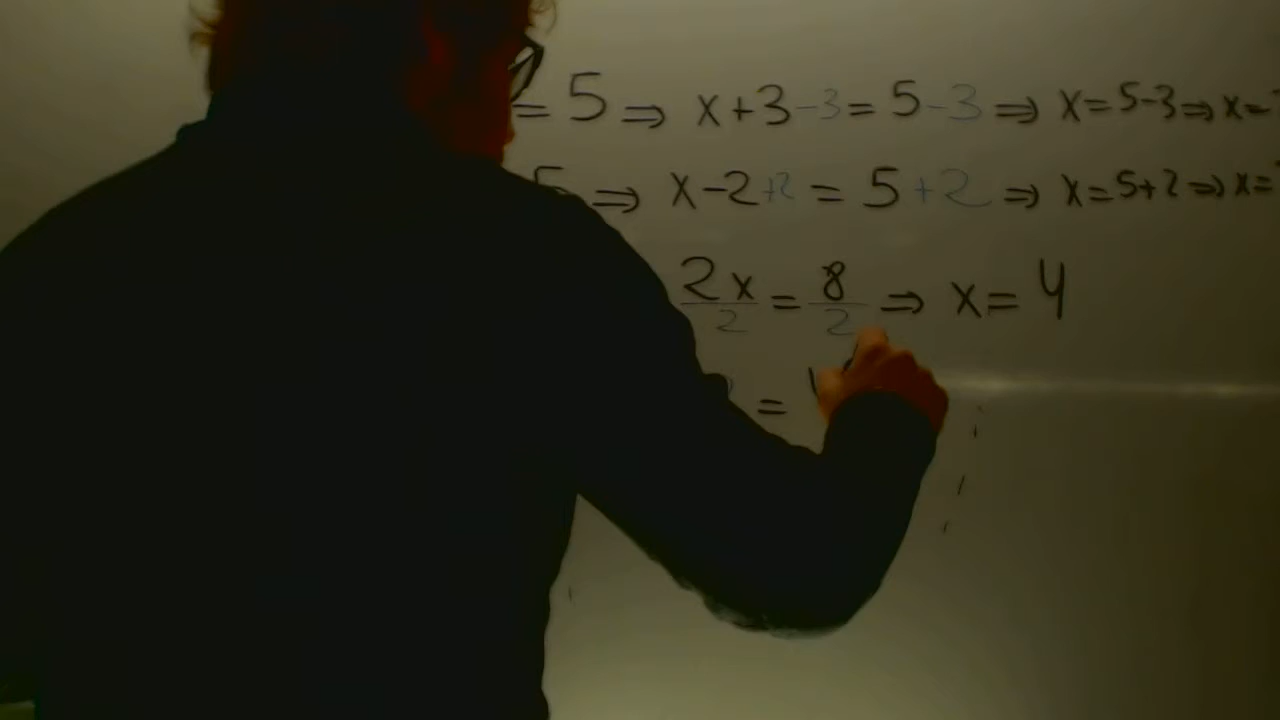 = 5 ⇒ x+3-3 = 5-3 ⇒ x=5-3 ⇒ x=
5 ⇒ x-2+2 = 5+2 ⇒ x=5+2 ⇒ x=
2x/2 = 8/2 ⇒ x= 4
=